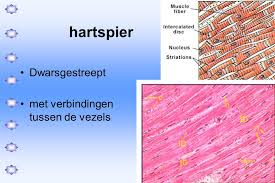 hartspier
• Dwarsgestreept
• met verbindingen
tussen de vezels
Muscle
fiber
Intercalated
disc
Nucleus
Striations